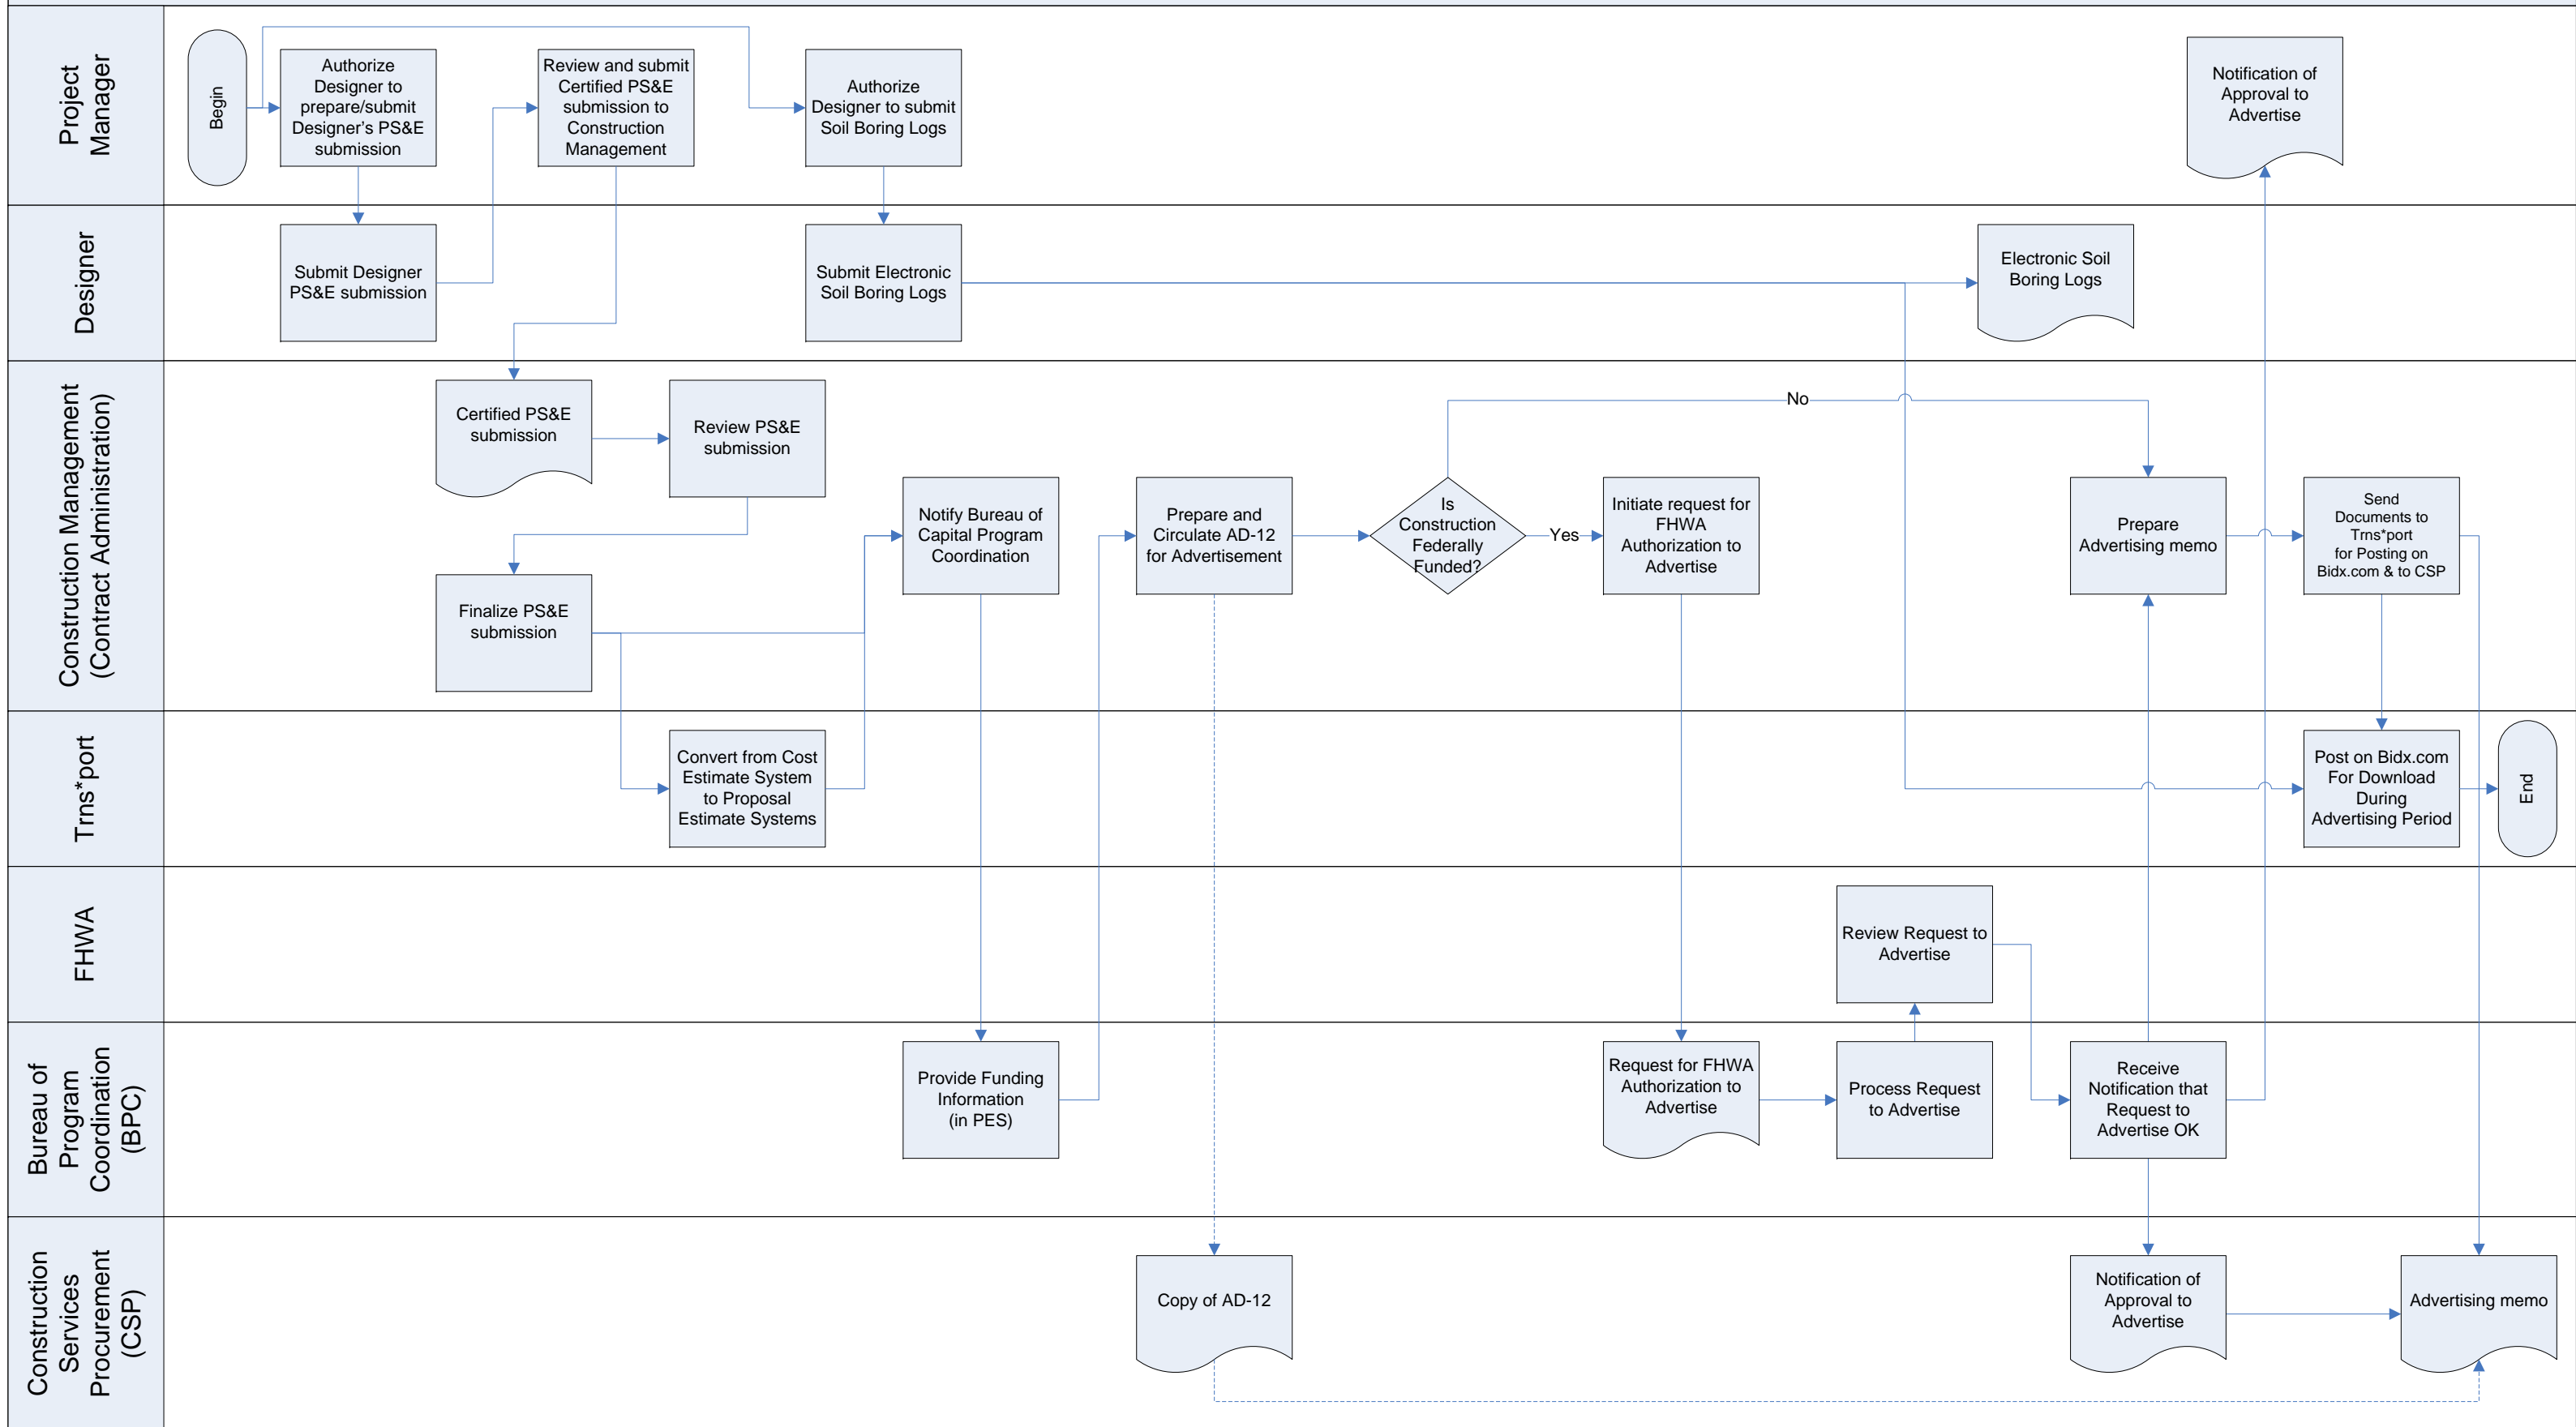 Project
Manager
Begin
Authorize
Designer to
prepare/submit
Designer's PS&E
submission
Review and submit
Certified PS&E
submission to
Construction
Management
Authorize
Designer to submit
Soil Boring Logs
Notification of
Approval to
Advertise
Designer
Submit Designer
PS&E submission
Submit Electronic
Soil Boring Logs
Electronic Soil
Boring Logs
Construction Management
(Contract Administration)
Certified PS&E
submission
Review PS&E
submission
No
Finalize PS&E
submission
Notify Bureau of
Capital Program
Coordination
Prepare and
Circulate AD-12
for Advertisement
Is
Construction
Federally
Funded?
Yes
Initiate request for
FHWA
Authorization to
Advertise
Prepare
Advertising memo
Send
Documents to
Trns*port
for Posting on
Bidx.com & to CSP
Trns*port
Convert from Cost
Estimate System
to Proposal
Estimate Systems
Post on Bidx.com
For Download
During
Advertising Period
End
FHWA
Review Request to
Advertise
Bureau of
Program
Coordination
(BPC)
Provide Funding
Information
(in PES)
Request for FHWA
Authorization to
Advertise
Process Request
to Advertise
Receive
Notification that
Request to
Advertise OK
Construction
Services
Procurement
(CSP)
Copy of AD-12
Notification of
Approval to
Advertise
Advertising memo